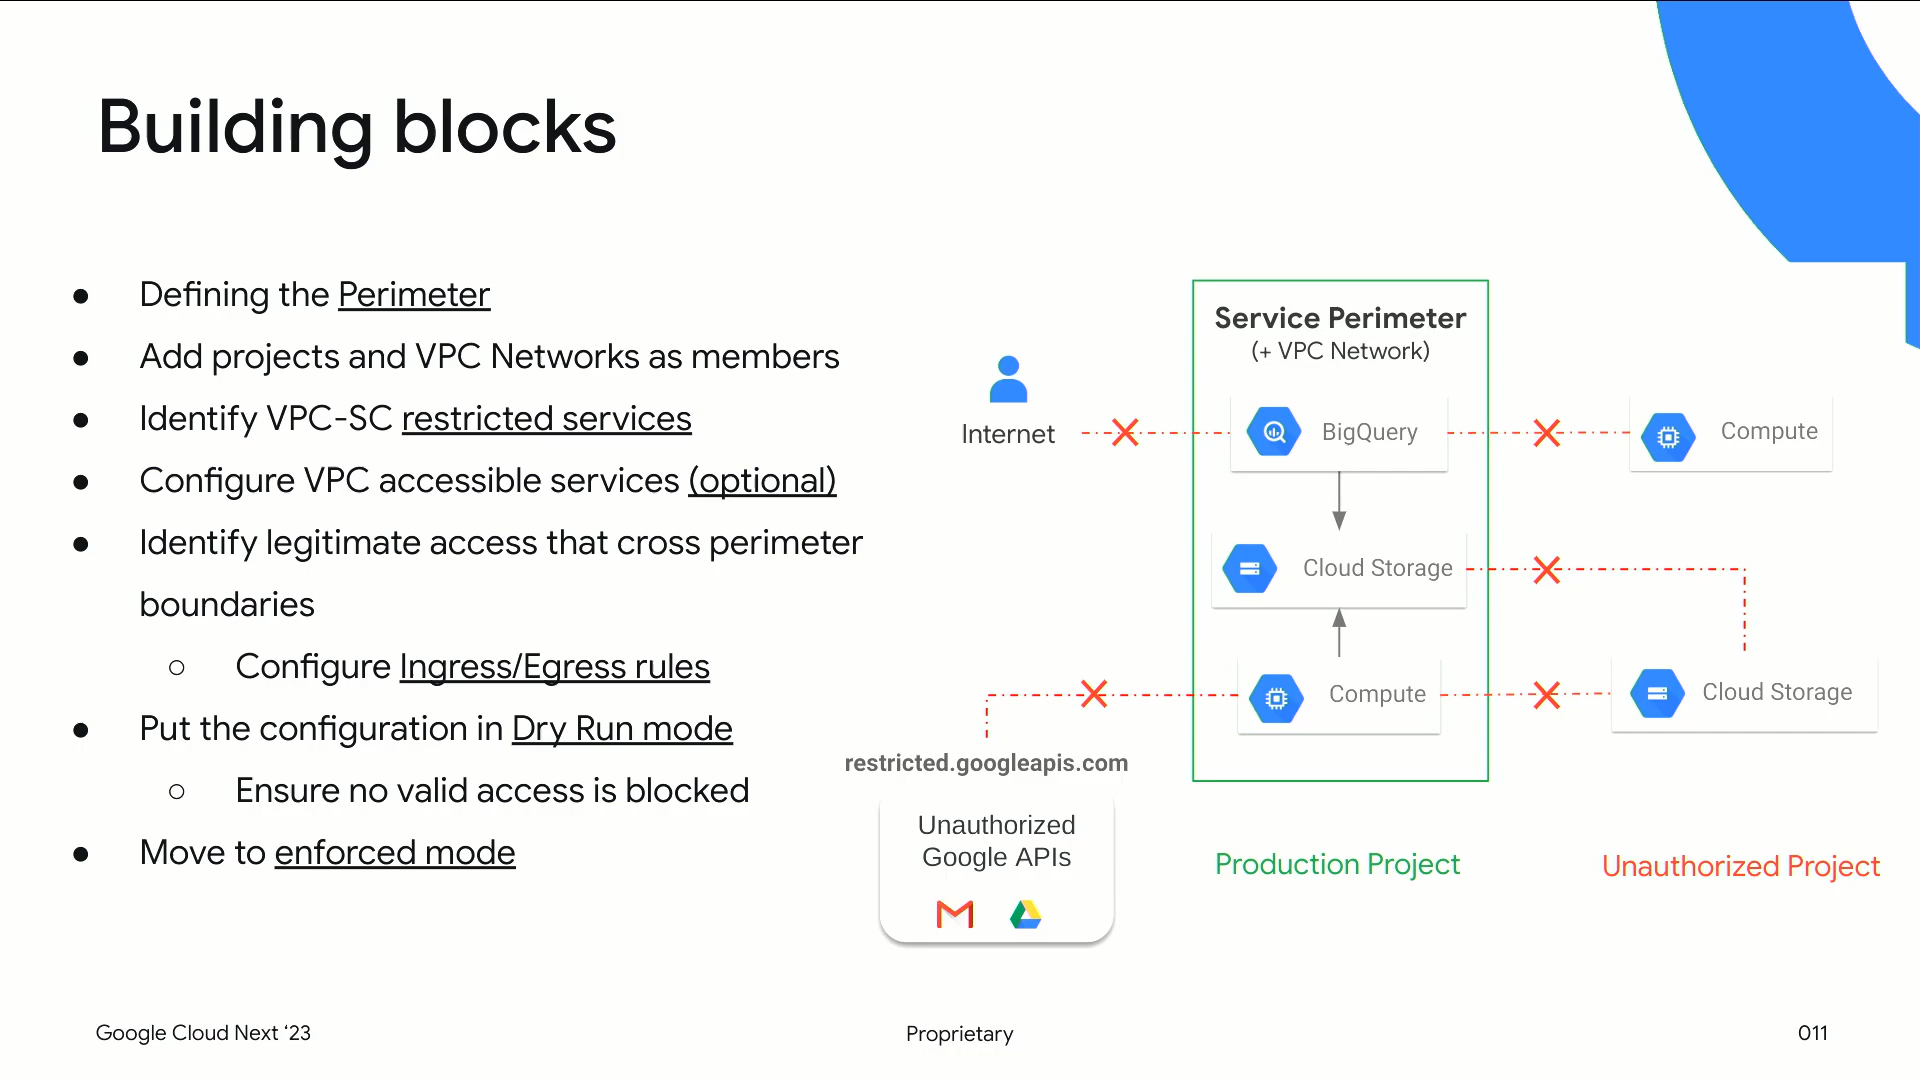 Building blocks
● Defining the Perimeter
● Add projects and VPC Networks as members
● Identify VPC-SC restricted services
● Configure VPC accessible services (optional)
● Identify legitimate access that cross perimeter
boundaries
○ Configure Ingress/Egress rules
● Put the configuration in Dry Run mode
○ Ensure no valid access is blocked
● Move to enforced mode
Service Perimeter
(+ VPC Network)
Internet
BigQuery
Compute
Cloud Storage
Compute
Cloud Storage
restricted.googleapis.com
Unauthorized
Google APIs
Production Project
Unauthorized Project
Google Cloud Next ‘23
Proprietary
011